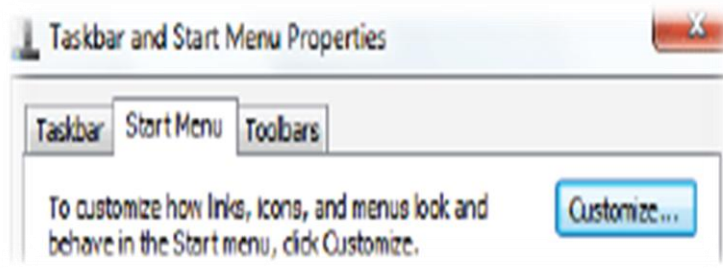 Taskbar and Start Menu Properties
Taskbar Start Menu Toolbars
To customize how links, icons, and menus look and
behave in the Start menu, click Customize.
Customize...